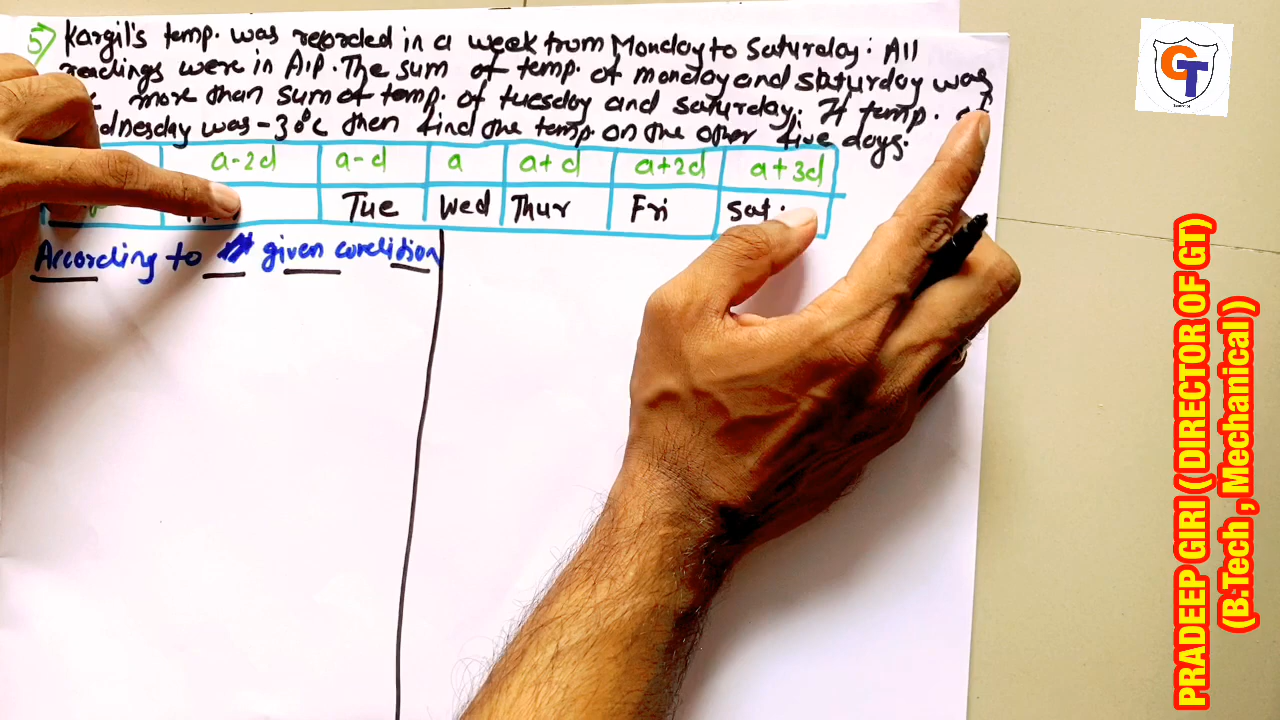 5) Kargil's temp. was recorded in a week from Monday to Saturday: All
readings were in A.P. The sum of temp. of monday and saturday was
more than sum of temp. of tuesday and saturday. If temp.
was -30°c then find the temp. on the other five days.
a-2d a-d a a+d a+2d a+3d
Tue Wed Thur Fri Sat.
According to given condition
GT
PRADEEP GIRI ( DIRECTOR OF GT)
(B.Tech , Mechanical )